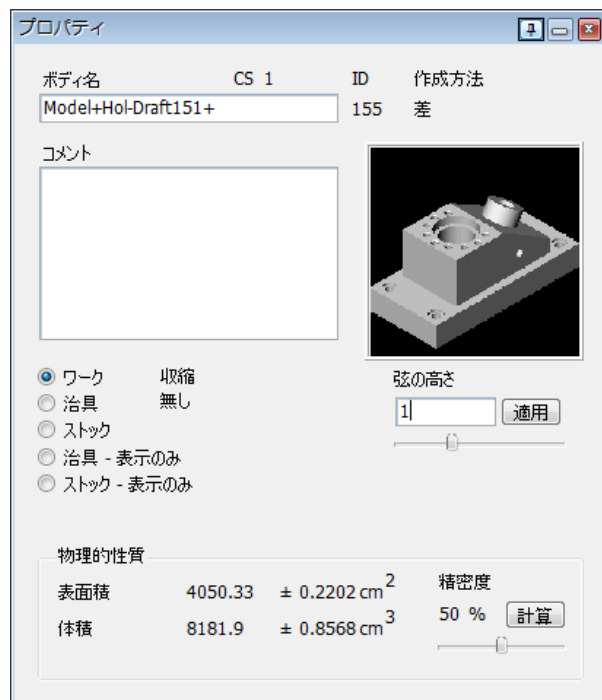 プロパティ
ボディ名 CS 1 ID 作成方法
Model+Hol-Draft151+ 155 差
コメント
ワーク 収縮
治具 無し
ストック
治具 - 表示のみ
ストック - 表示のみ
弦の高さ
1 適用
物理的性質
表面積 4050.33 ± 0.2202 cm2
体積 8181.9 ± 0.8568 cm3
精密度
50 % 計算